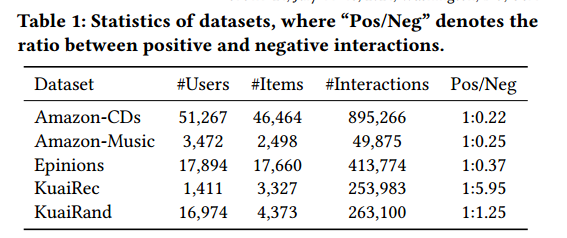 Table 1: Statistics of datasets, where “Pos/Neg” denotes the
ratio between positive and negative interactions.
Dataset #Users #Items #Interactions Pos/Neg
Amazon-CDs 51,267 46,464 895,266 1:0.22
Amazon-Music 3,472 2,498 49,875 1:0.25
Epinions 17,894 17,660 413,774 1:0.37
KuaiRec 1,411 3,327 253,983 1:5.95
KuaiRand 16,974 4,373 263,100 1:1.25